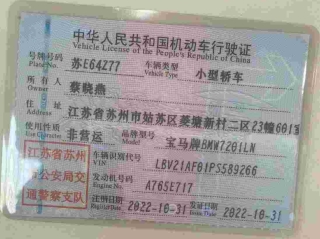 中华人民共和国机动车行驶证
Vehicle License of the People's Republic of China
号牌号码 苏E64Z77 车辆类型 小型轿车
Plate No. Vehicle Type
所有人 蔡晓燕
Owner
住址 江苏省苏州市姑苏区菱塘新村二区23幢601室
Address
使用性质 非营运 品牌型号 宝马牌BMW7201LN
Use Character Model
江苏省苏州
市公安局交
通警察支队
车辆识别代号 LBV21AF01PS589266
VIN
发动机号码 A765E717
Engine No.
注册日期 2022-10-31 发证日期 2022-10-31
Register Date Issue Date